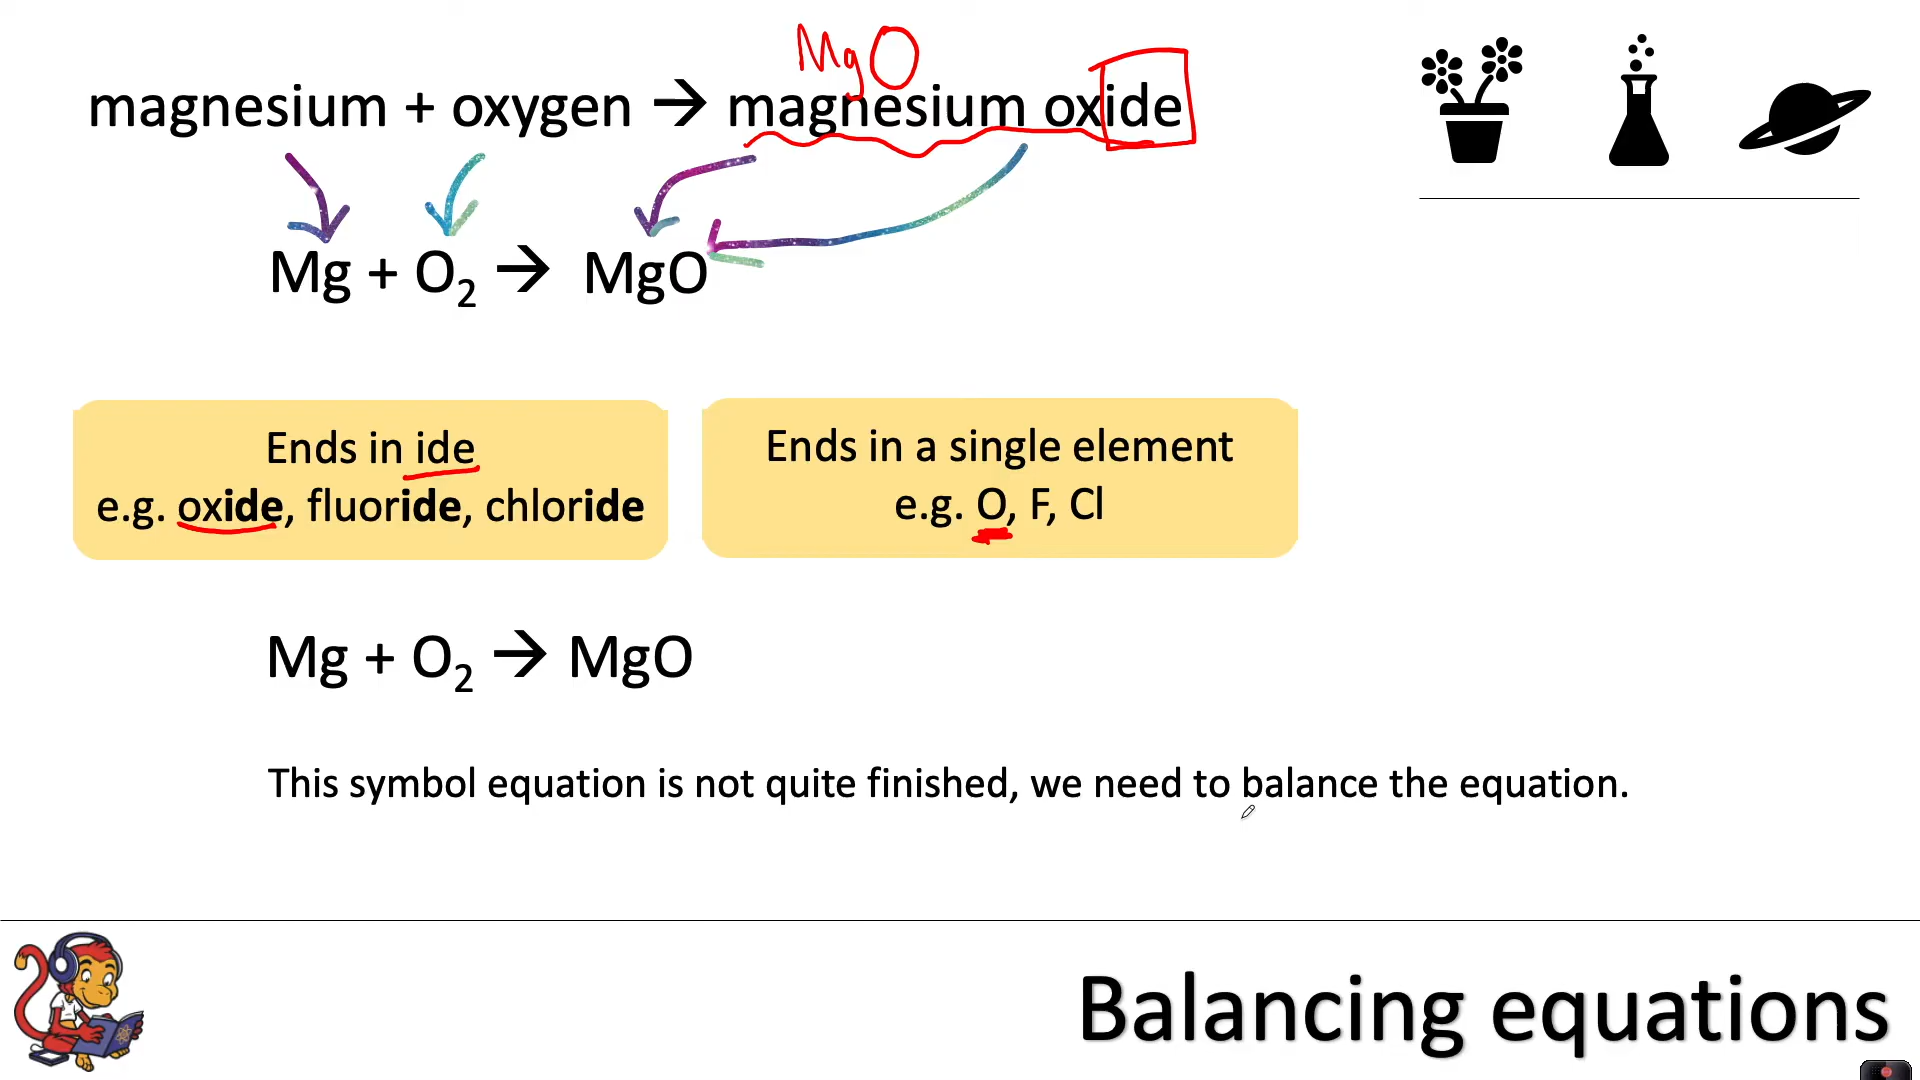 MgO
magnesium + oxygen → magnesium oxide
Mg + O₂ → MgO
Ends in ide
e.g. oxide, fluoride, chloride
Ends in a single element
e.g. O, F, Cl
Mg + O₂ → MgO
This symbol equation is not quite finished, we need to balance the equation.
Balancing equations